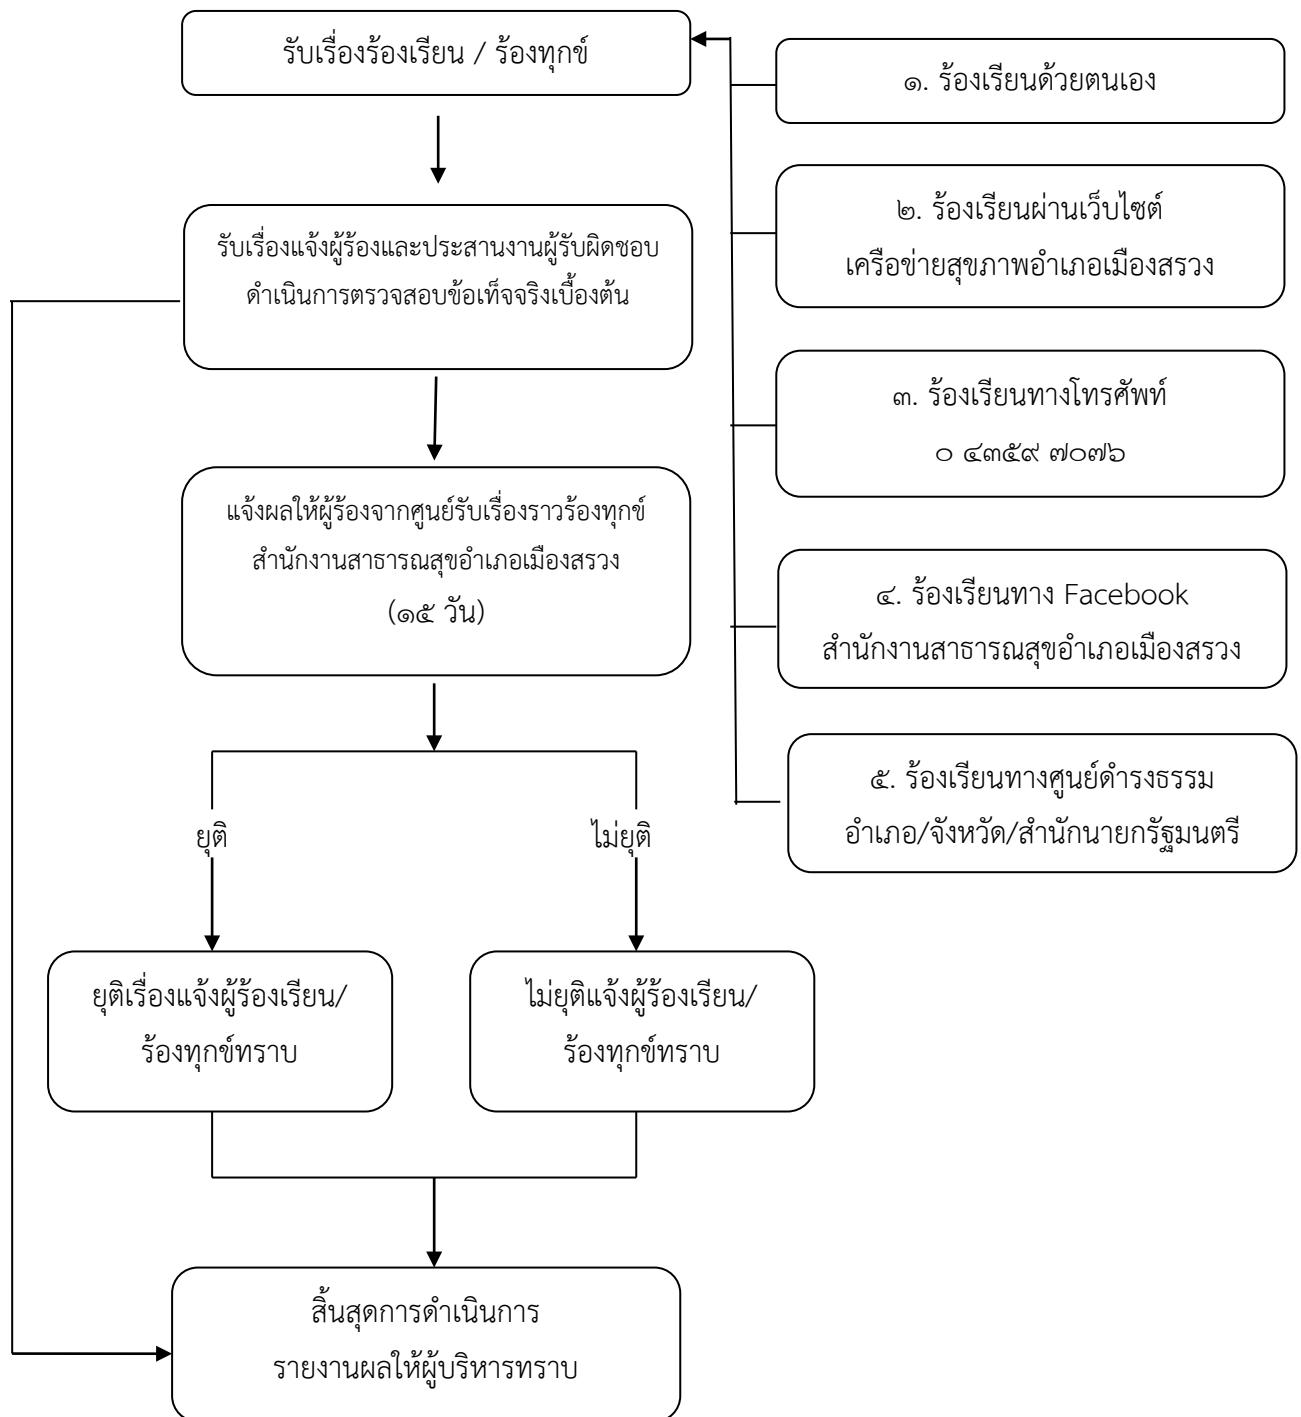 รับเรื่องร้องเรียน / ร้องทุกข์
๑. ร้องเรียนด้วยตนเอง
๒. ร้องเรียนผ่านเว็บไซต์
เครือข่ายสุขภาพอำเภอเมืองสรวง
๓. ร้องเรียนทางโทรศัพท์
๐ ๔๓๕๙ ๗๐๗๖
๔. ร้องเรียนทาง Facebook
สำนักงานสาธารณสุขอำเภอเมืองสรวง
๕. ร้องเรียนทางศูนย์ดำรงธรรม
อำเภอ/จังหวัด/สำนักนายกรัฐมนตรี
รับเรื่องแจ้งผู้ร้องและประสานงานผู้รับผิดชอบ
ดำเนินการตรวจสอบข้อเท็จจริงเบื้องต้น
แจ้งผลให้ผู้ร้องจากศูนย์รับเรื่องราวร้องทุกข์
สำนักงานสาธารณสุขอำเภอเมืองสรวง
(๑๕ วัน)
ยุติ
ไม่ยุติ
ยุติเรื่องแจ้งผู้ร้องเรียน/
ร้องทุกข์ทราบ
ไม่ยุติแจ้งผู้ร้องเรียน/
ร้องทุกข์ทราบ
สิ้นสุดการดำเนินการ
รายงานผลให้ผู้บริหารทราบ